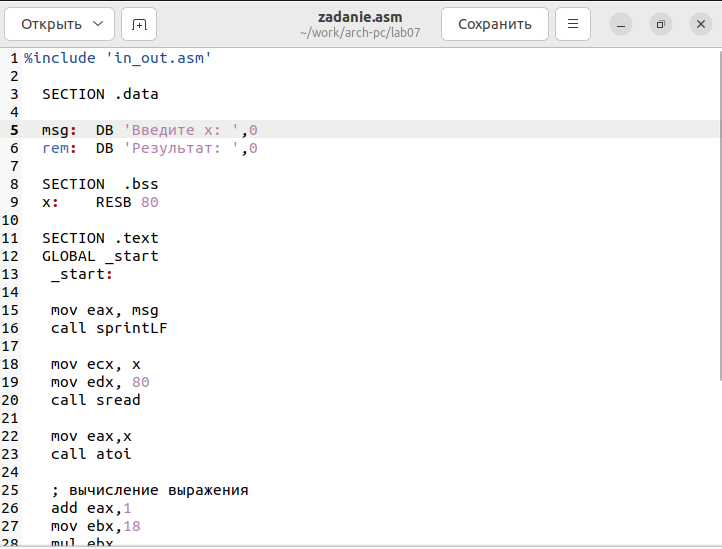 Открыть
zadanie.asm
~/work/arch-pc/lab07
Сохранить
1 %include 'in_out.asm'
2
3 SECTION .data
4
5 msg: DB 'Введите x: ',0
6 rem: DB 'Результат: ',0
7
8 SECTION .bss
9 x: RESB 80
10
11 SECTION .text
12 GLOBAL _start
13 _start:
14
15 mov eax, msg
16 call sprintLF
17
18 mov ecx, x
19 mov edx, 80
20 call sread
21
22 mov eax,x
23 call atoi
24
25 ; вычисление выражения
26 add eax,1
27 mov ebx,18
28 mul ebx